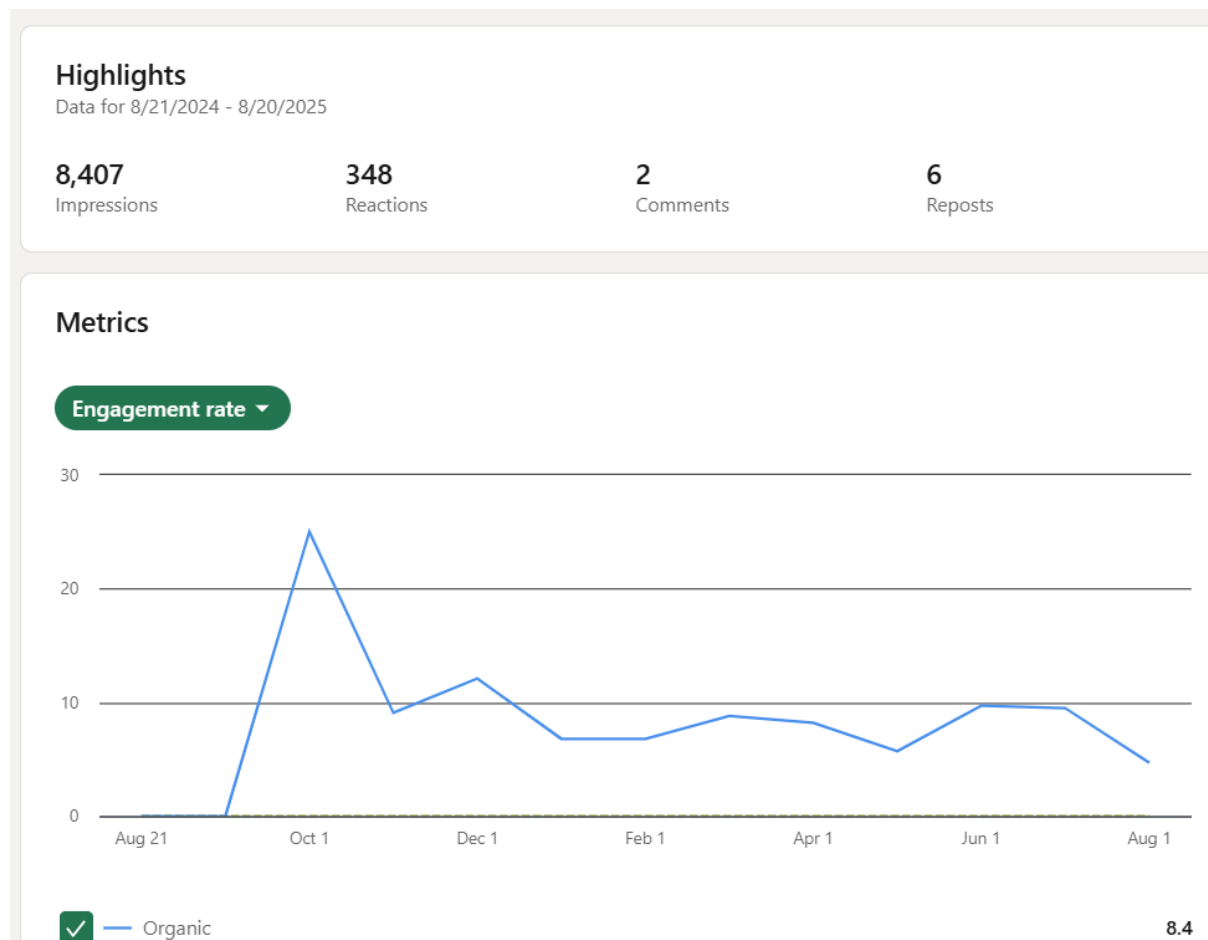 Highlights
Data for 8/21/2024 - 8/20/2025
8,407 348 2 6
Impressions Reactions Comments Reposts
Metrics
Engagement rate
30
20
10
0
Aug 21 Oct 1 Dec 1 Feb 1 Apr 1 Jun 1 Aug 1
Organic 8.4